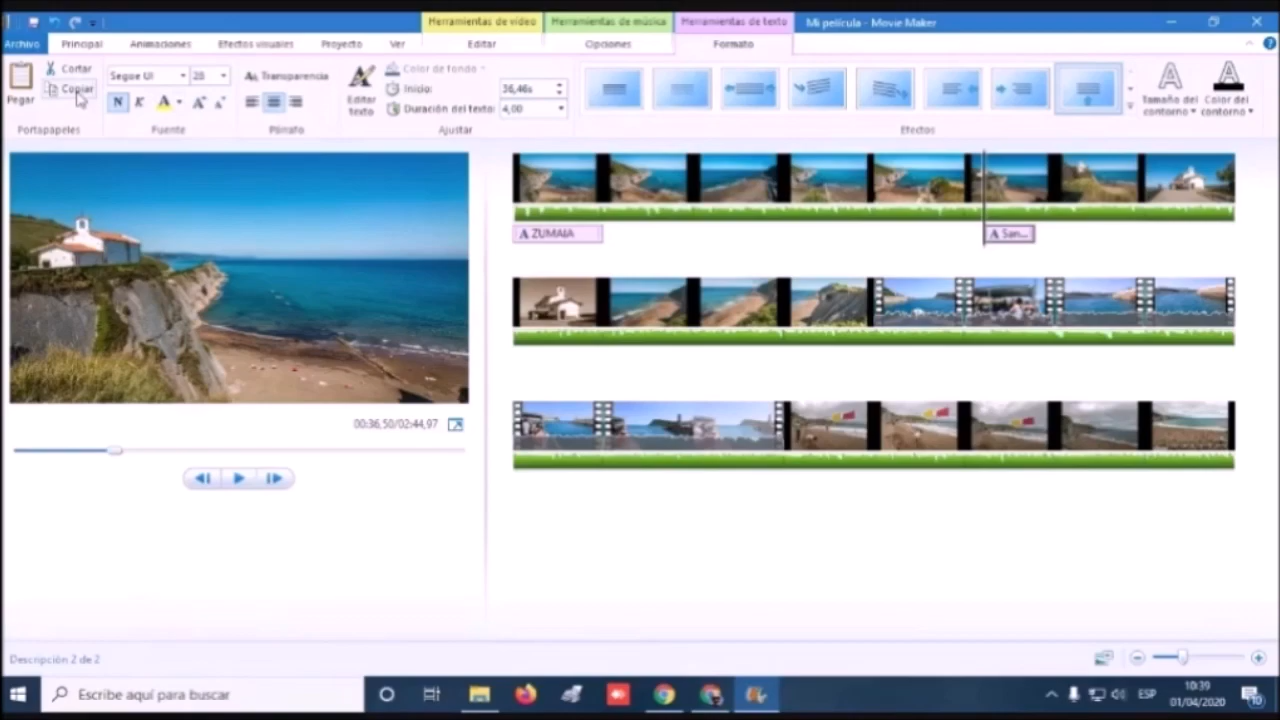 Herramientas de vídeo Herramientas de música Herramientas de texto Mi película - Movie Maker
Archivo Principal Animaciones Efectos visuales Proyecto Ver Editar Opciones Formato
Pegar
Cortar
Copiar
Portapapeles
Segoe UI 28
N K A A A
Fuente
Transparencia
Párrafo
Editar texto
Color de fondo
Inicio: 36,46s
Duración del texto: 4,00
Ajustar
Efectos
Tamaño del contorno
Color del contorno
A ZUMAIA
A San...
00:36,50/02:44,97
Descripción 2 de 2
Escribe aquí para buscar
ESP
10:39
01/04/2020
10